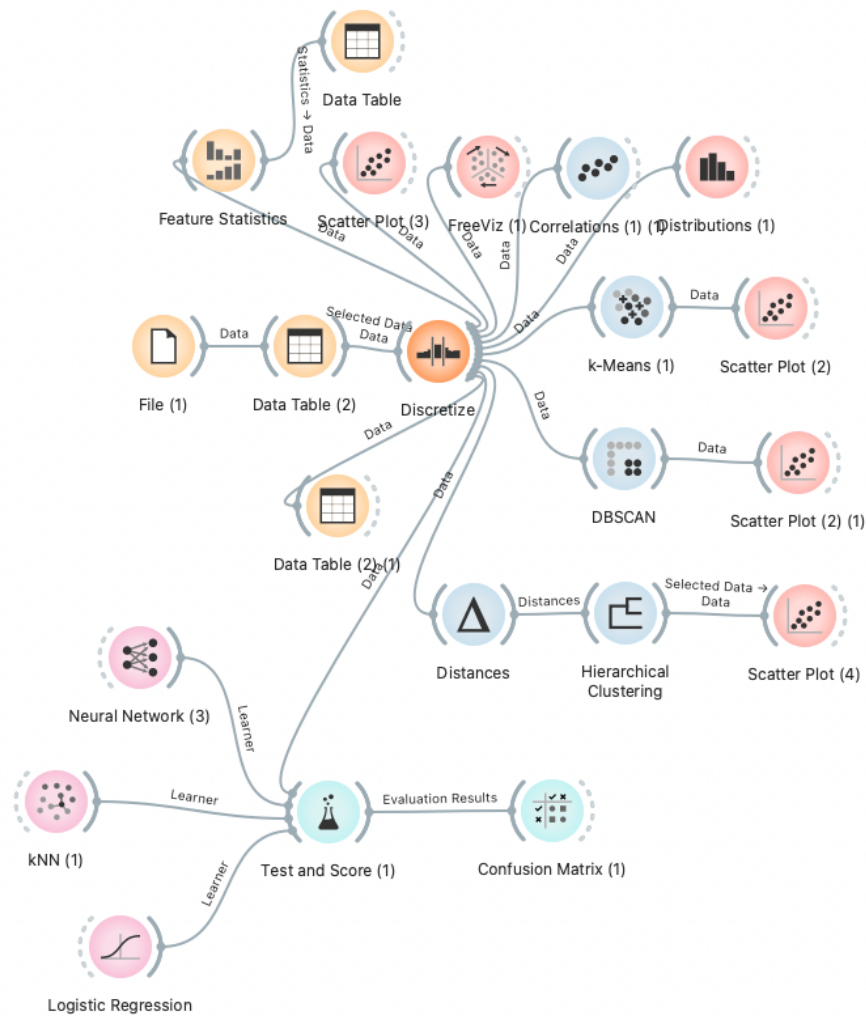 Data Table
Statistics → Data
Feature Statistics
Scatter Plot (3)
FreeViz (1)
Correlations (1) (1)
Distributions (1)
Data
Data
Data
Data
Data
Data
k-Means (1)
Data
Scatter Plot (2)
File (1)
Data
Data Table (2)
Selected Data
Data
Discretize
Data
DBSCAN
Data
Scatter Plot (2) (1)
Data
Data Table (2) (1)
Data
Data
Distances
Distances
Hierarchical
Clustering
Selected Data →
Data
Scatter Plot (4)
Neural Network (3)
Learner
kNN (1)
Learner
Logistic Regression
Learner
Test and Score (1)
Evaluation Results
Confusion Matrix (1)